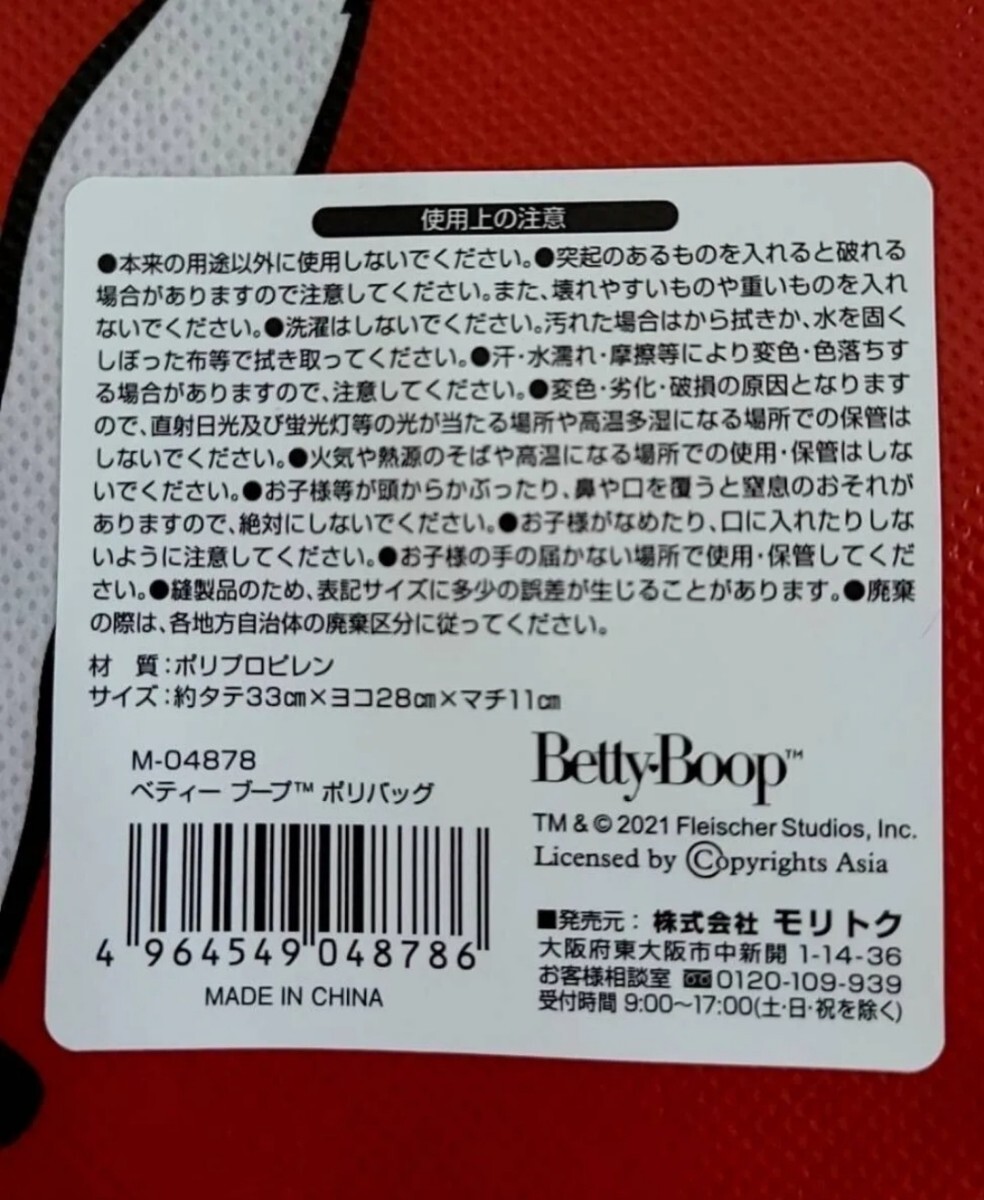 使用上の注意
●本来の用途以外に使用しないでください。●突起のあるものを入れると破れる
場合がありますので注意してください。また、壊れやすいものや重いものを入れ
ないでください。●洗濯はしないでください。汚れた場合はから拭きか、水を固く
しぼった布等で拭き取ってください。●汗・水濡れ・摩擦等により変色・色落ちす
る場合がありますので、注意してください。●変色・劣化・破損の原因となります
ので、直射日光及び蛍光灯等の光が当たる場所や高温多湿になる場所での保管は
しないでください。●火気や熱源のそばや高温になる場所での使用・保管はしな
いでください。●お子様等が頭からかぶったり、鼻や口を覆うと窒息のおそれが
ありますので、絶対にしないでください。●お子様がなめたり、口に入れたりしな
いように注意してください。●お子様の手の届かない場所で使用・保管してくだ
さい。●縫製品のため、表記サイズに多少の誤差が生じることがあります。●廃棄
の際は、各地方自治体の廃棄区分に従ってください。
材　質：ポリプロピレン
サイズ：約タテ33㎝×ヨコ28㎝×マチ11㎝
M-04878
ベティー ブープ™ ポリバッグ
4 964549 048786
MADE IN CHINA
Betty Boop™
TM & © 2021 Fleischer Studios, Inc.
Licensed by Copyrights Asia
■発売元：株式会社 モリトク
大阪府東大阪市中新開 1-14-36
お客様相談室 0120-109-939
受付時間 9:00～17:00(土・日・祝を除く)